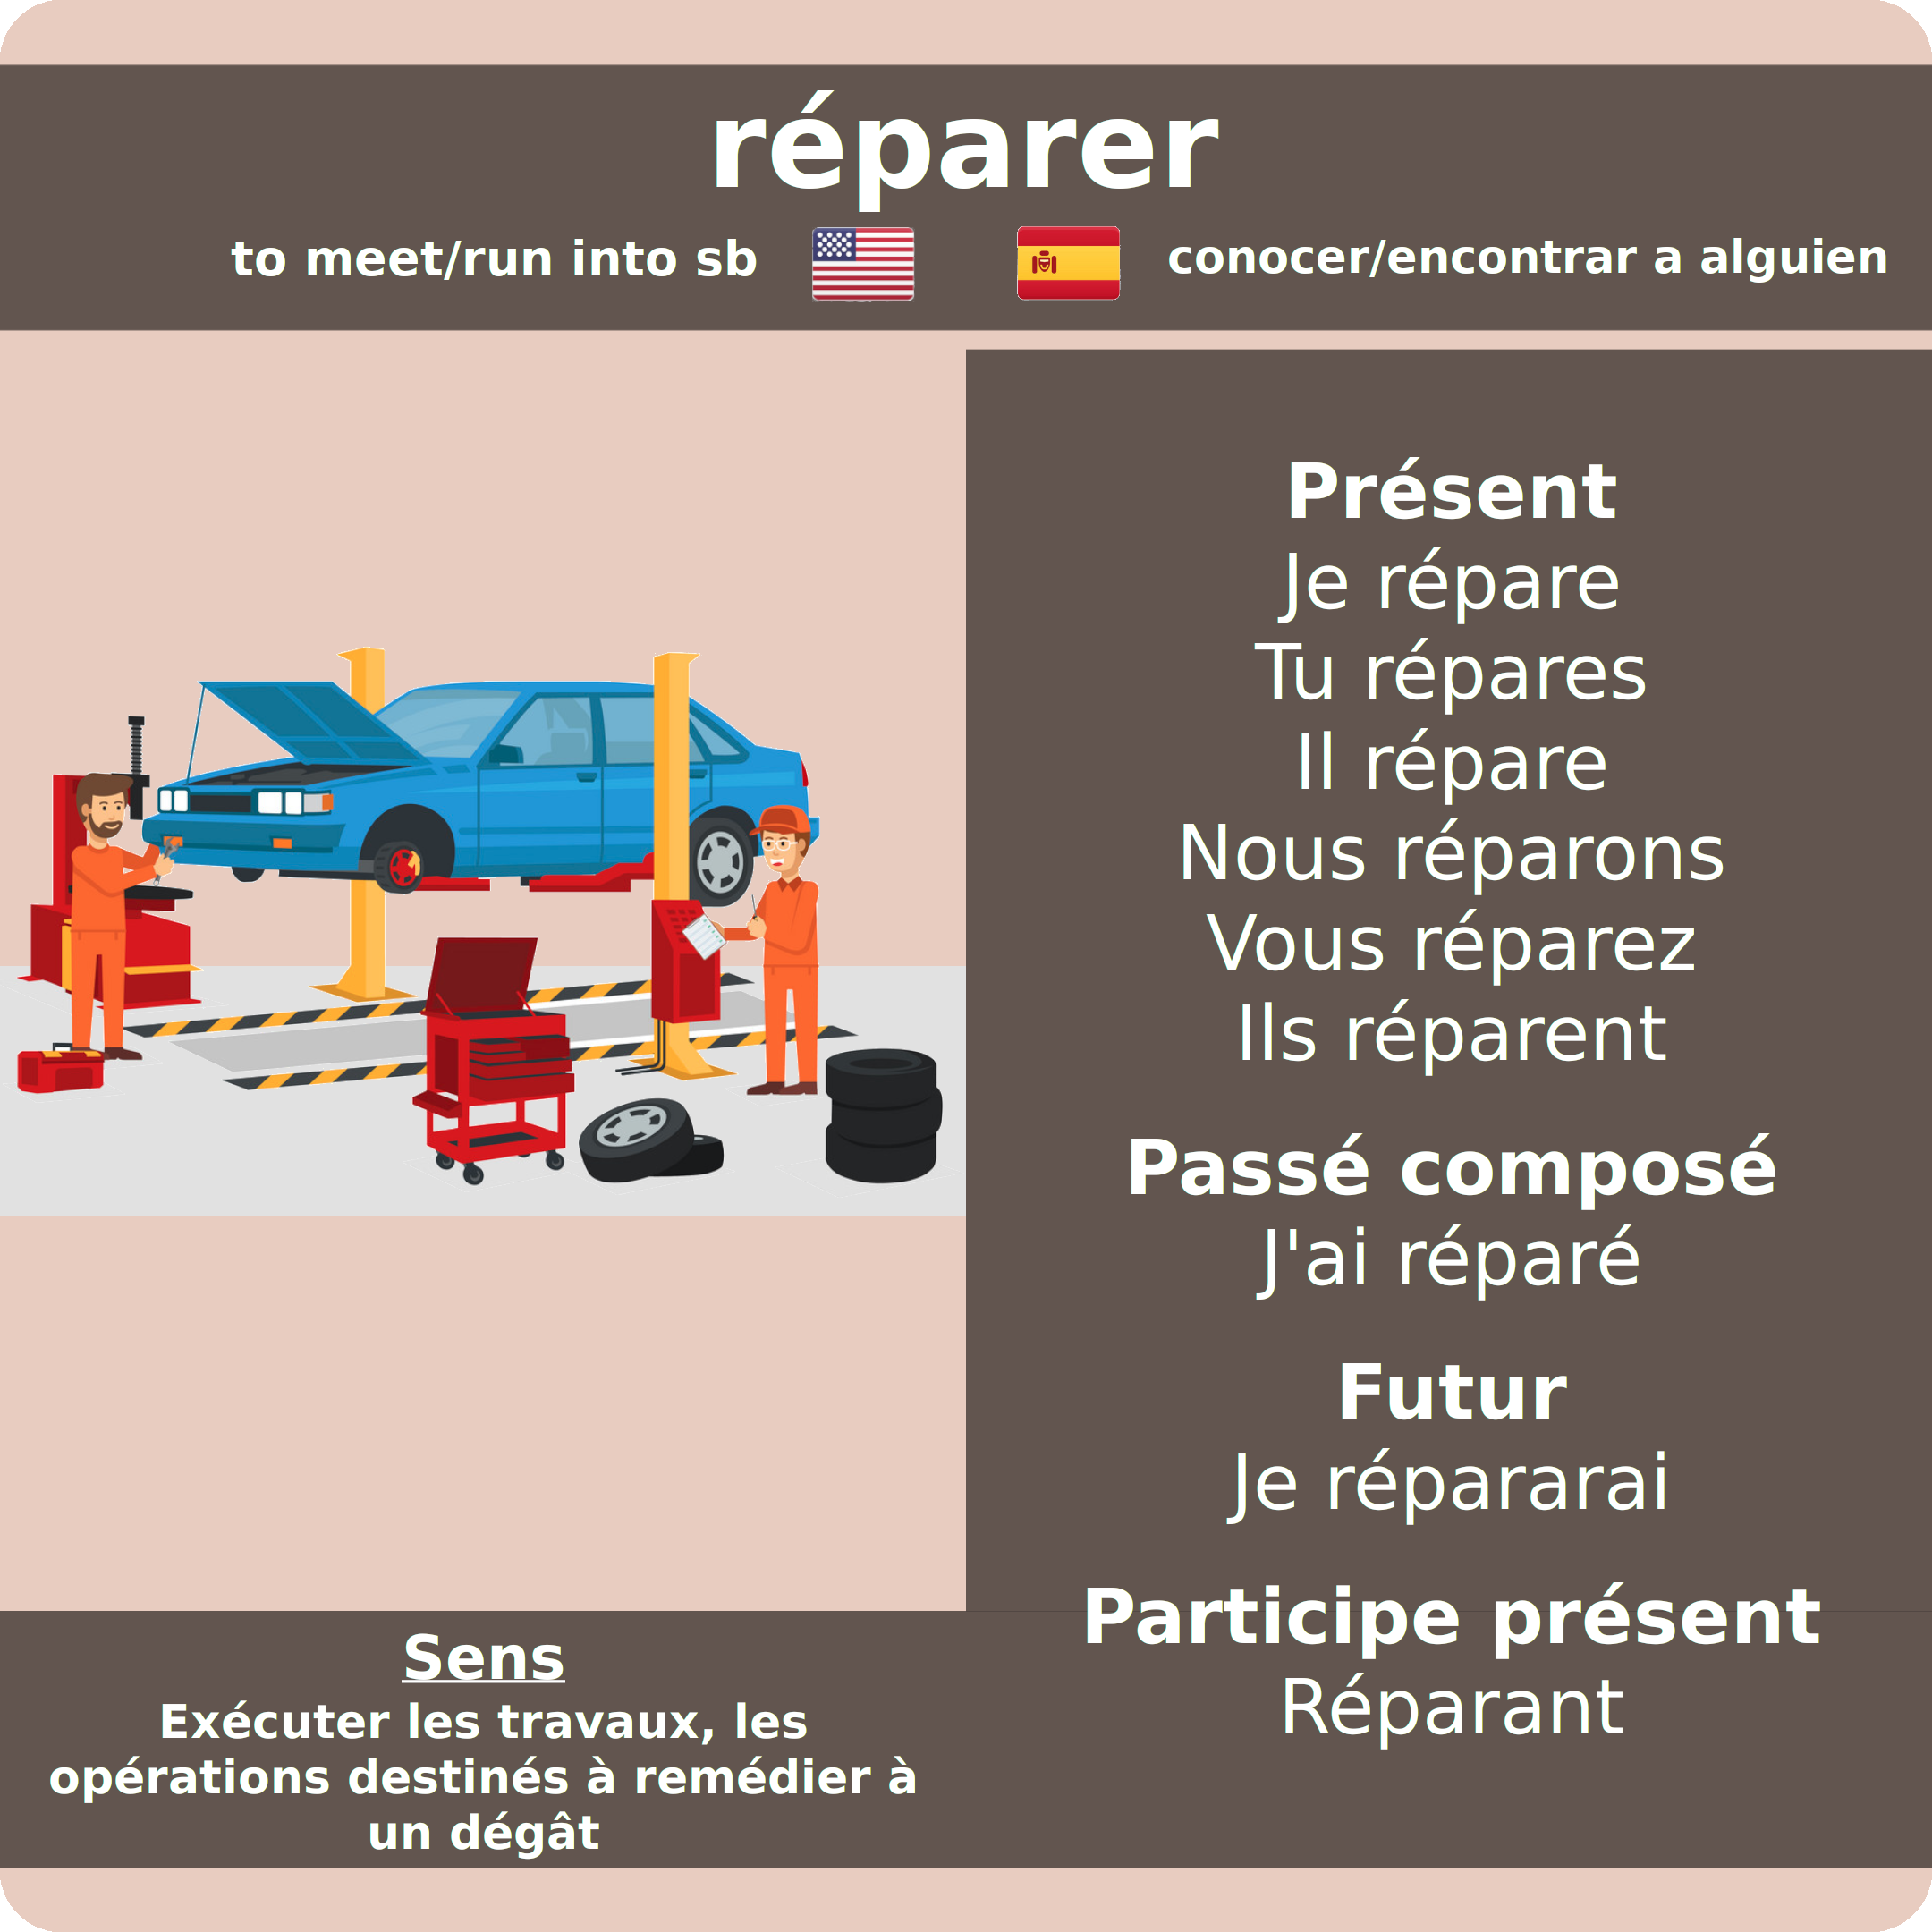 réparer
to meet/run into sb
conocer/encontrar a alguien
Présent
Je répare
Tu répares
Il répare
Nous réparons
Vous réparez
Ils réparent
Passé composé
J'ai réparé
Futur
Je répararai
Participe présent
Réparant
Sens
Exécuter les travaux, les
opérations destinés à remédier à
un dégât